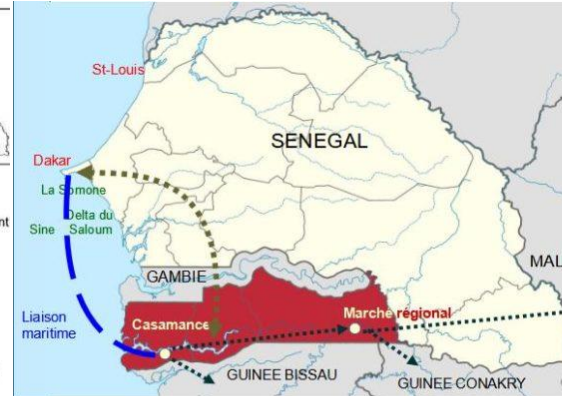 St-Louis
SENEGAL
Dakar
La Somone
Delta du
Sine Saloum
GAMBIE
MAL
Liaison
maritime
Casamance
Marche régional
GUINEE BISSAU
GUINEE CONAKRY